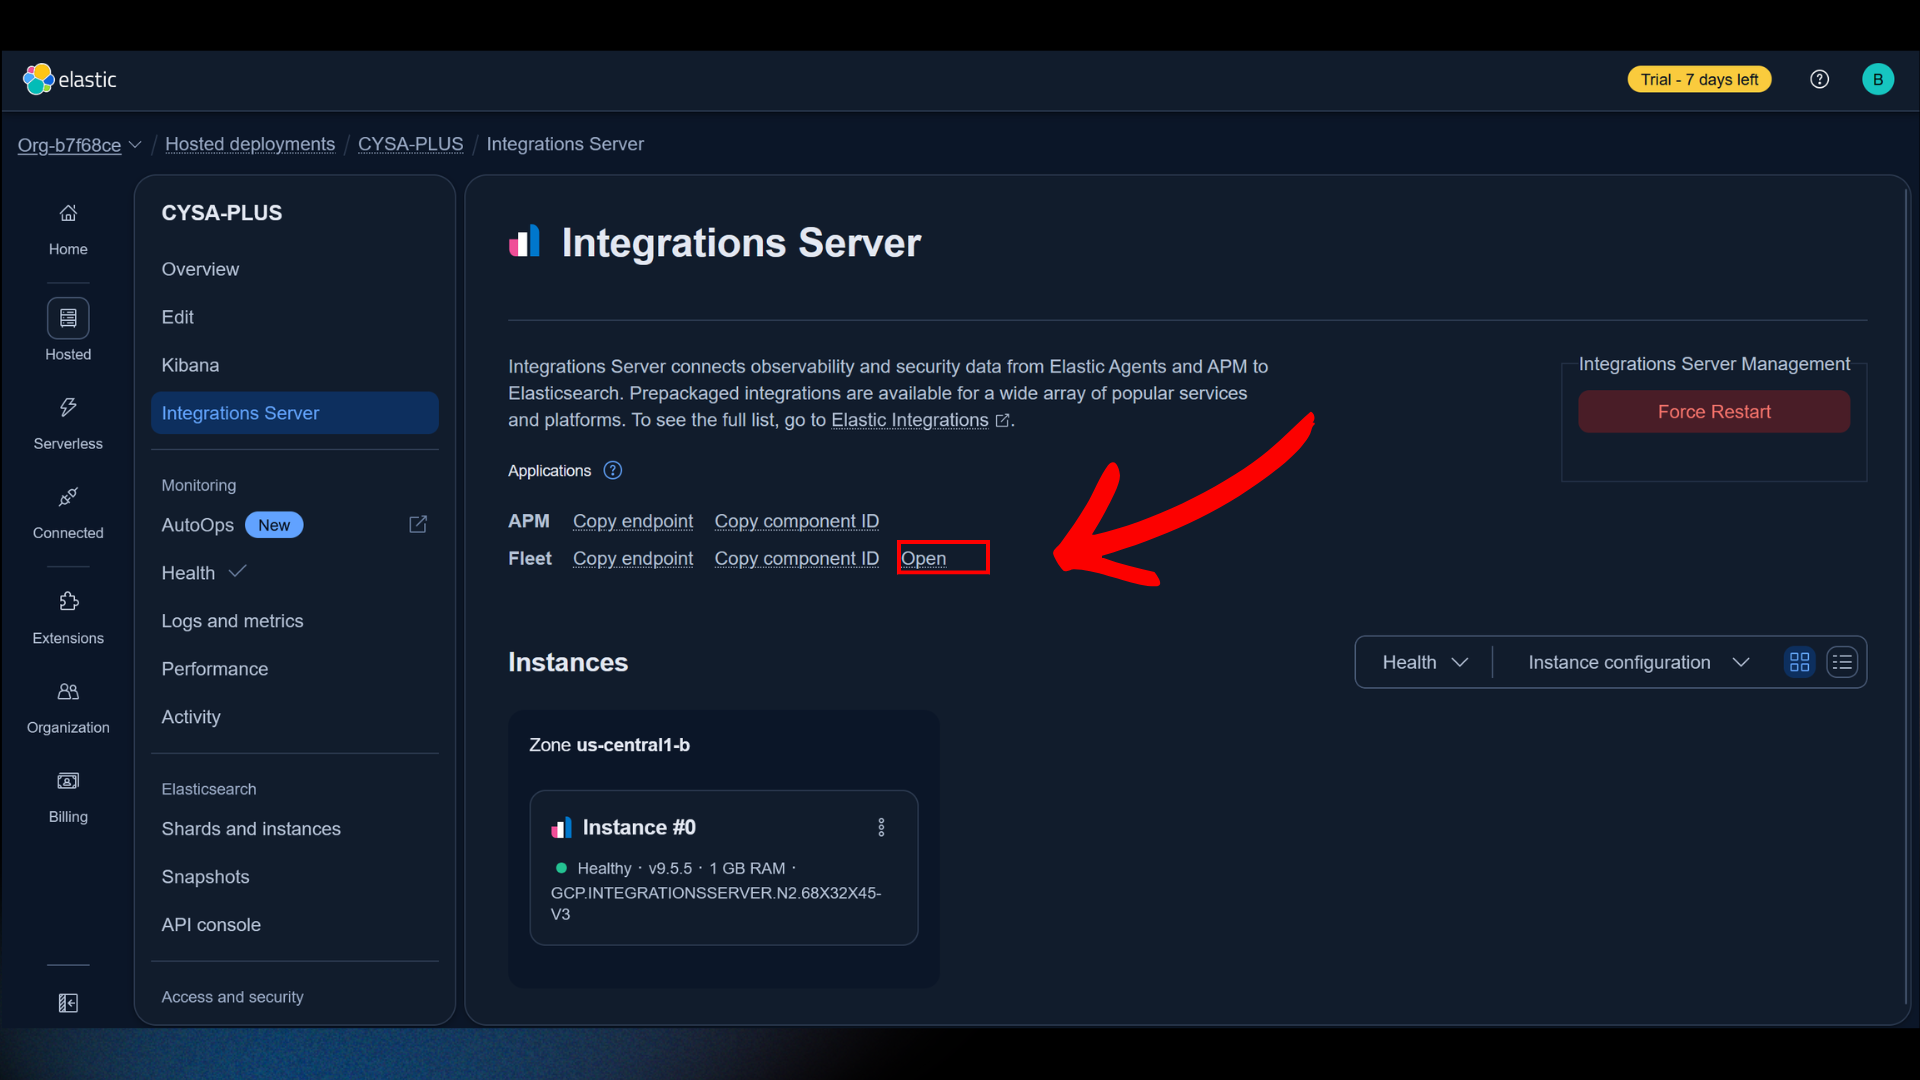 elastic
Trial - 7 days left
B
Org-b7f68ce / Hosted deployments / CYSA-PLUS / Integrations Server
Home
Hosted
Serverless
Connected
Extensions
Organization
Billing
CYSA-PLUS
Overview
Edit
Kibana
Integrations Server
Monitoring
AutoOps New
Health
Logs and metrics
Performance
Activity
Elasticsearch
Shards and instances
Snapshots
API console
Access and security
Integrations Server
Integrations Server connects observability and security data from Elastic Agents and APM to
Elasticsearch. Prepackaged integrations are available for a wide array of popular services
and platforms. To see the full list, go to Elastic Integrations .
Integrations Server Management
Force Restart
Applications
APM Copy endpoint Copy component ID
Fleet Copy endpoint Copy component ID Open
Instances
Health Instance configuration
Zone us-central1-b
Instance #0
Healthy · v9.5.5 · 1 GB RAM ·
GCP.INTEGRATIONSSERVER.N2.68X32X45-
V3